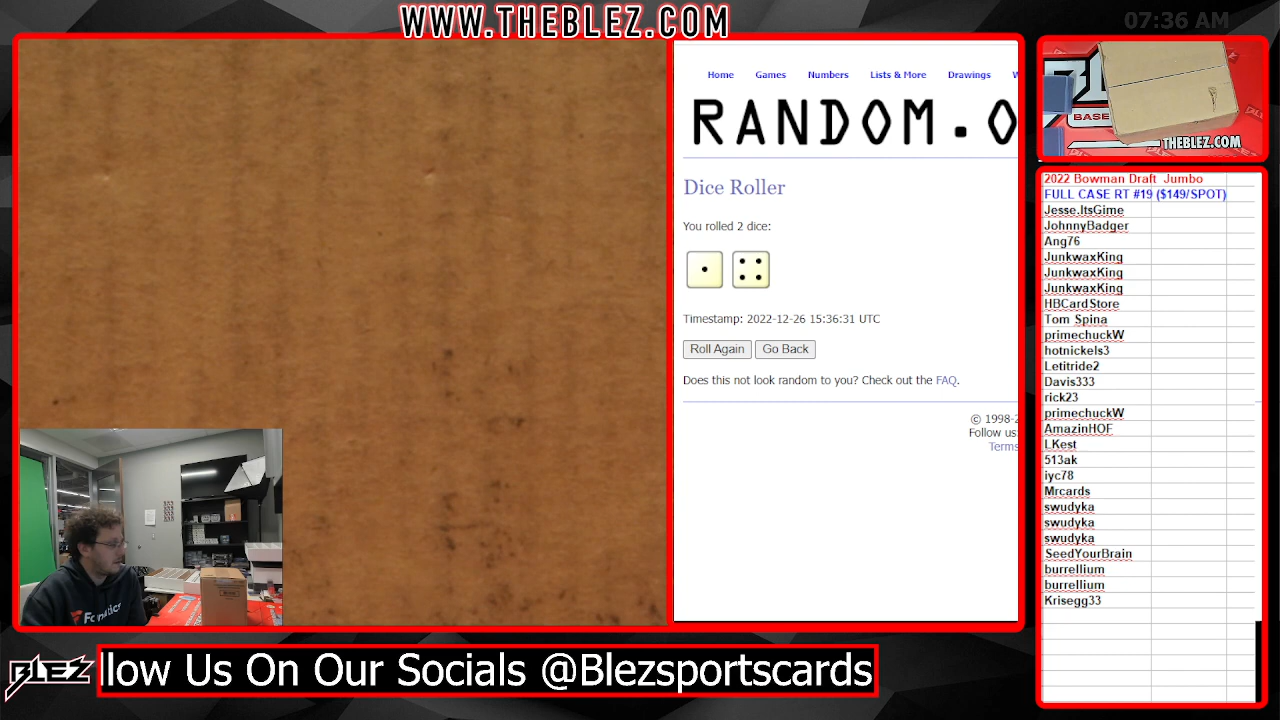 WWW.THEBLEZ.COM
07:36 AM
Home Games Numbers Lists & More Drawings
RANDOM.O
Dice Roller
You rolled 2 dice:
Timestamp: 2022-12-26 15:36:31 UTC
Roll Again Go Back
Does this not look random to you? Check out the FAQ.
© 1998-2
Follow us:
Terms
BASE
THEBLEZ.COM
2022 Bowman Draft Jumbo
FULL CASE RT #19 ($149/SPOT)
Jesse.ItsGime
JohnnyBadger
Ang76
JunkwaxKing
JunkwaxKing
JunkwaxKing
HBCardStore
Tom Spina
primechuckW
hotnickels3
Letitride2
Davis333
rick23
primechuckW
AmazinHOF
LKest
513ak
iyc78
Mrcards
swudyka
swudyka
swudyka
SeedYourBrain
burrellium
burrellium
Krisegg33
Fanatics
BLEZ
llow Us On Our Socials @Blezsportscards